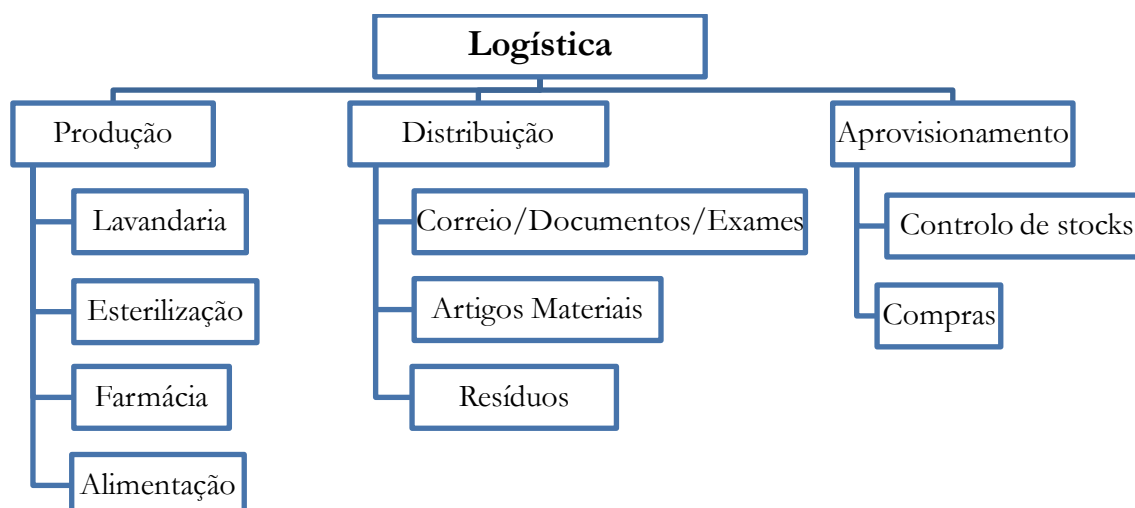 Logística
Produção
Lavandaria
Esterilização
Farmácia
Alimentação
Distribuição
Correio/Documentos/Exames
Artigos Materiais
Resíduos
Aprovisionamento
Controlo de stocks
Compras